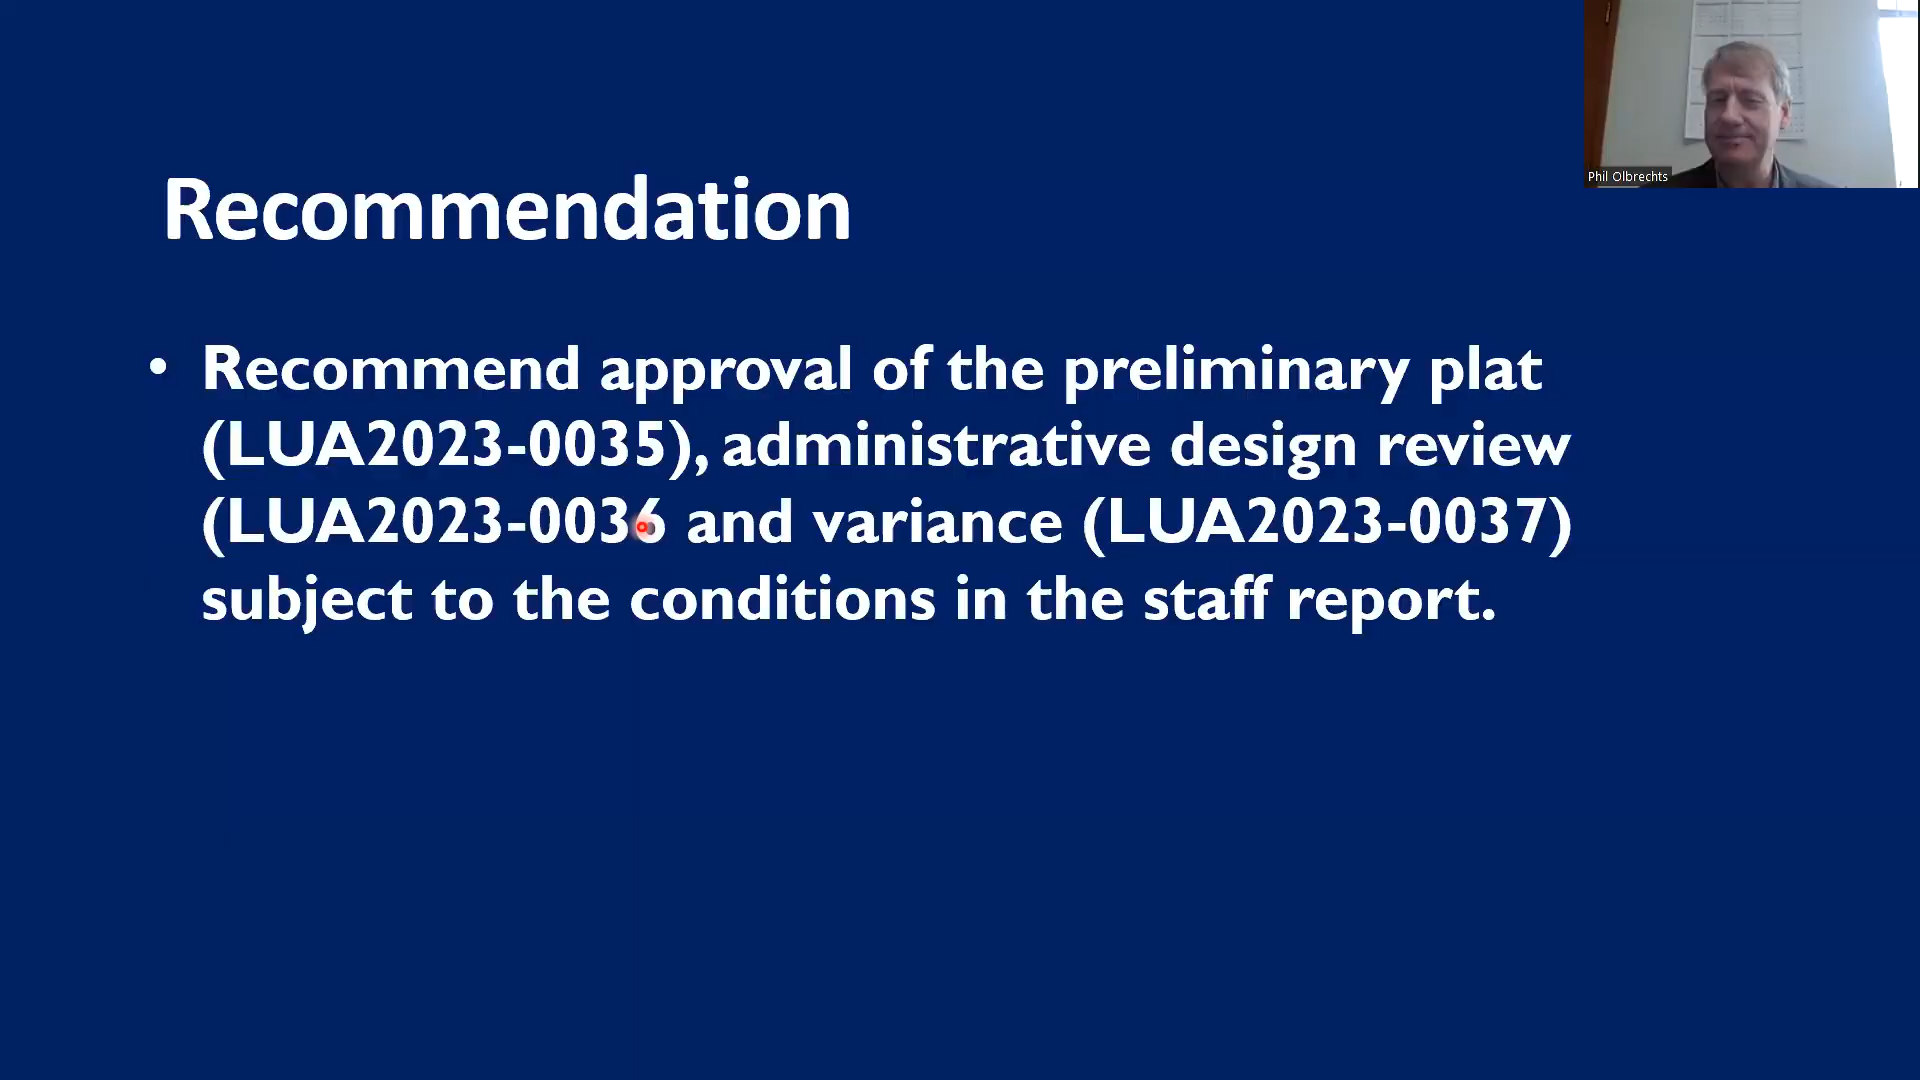 Phil Olbrechts
Recommendation
• Recommend approval of the preliminary plat
(LUA2023-0035), administrative design review
(LUA2023-0036 and variance (LUA2023-0037)
subject to the conditions in the staff report.